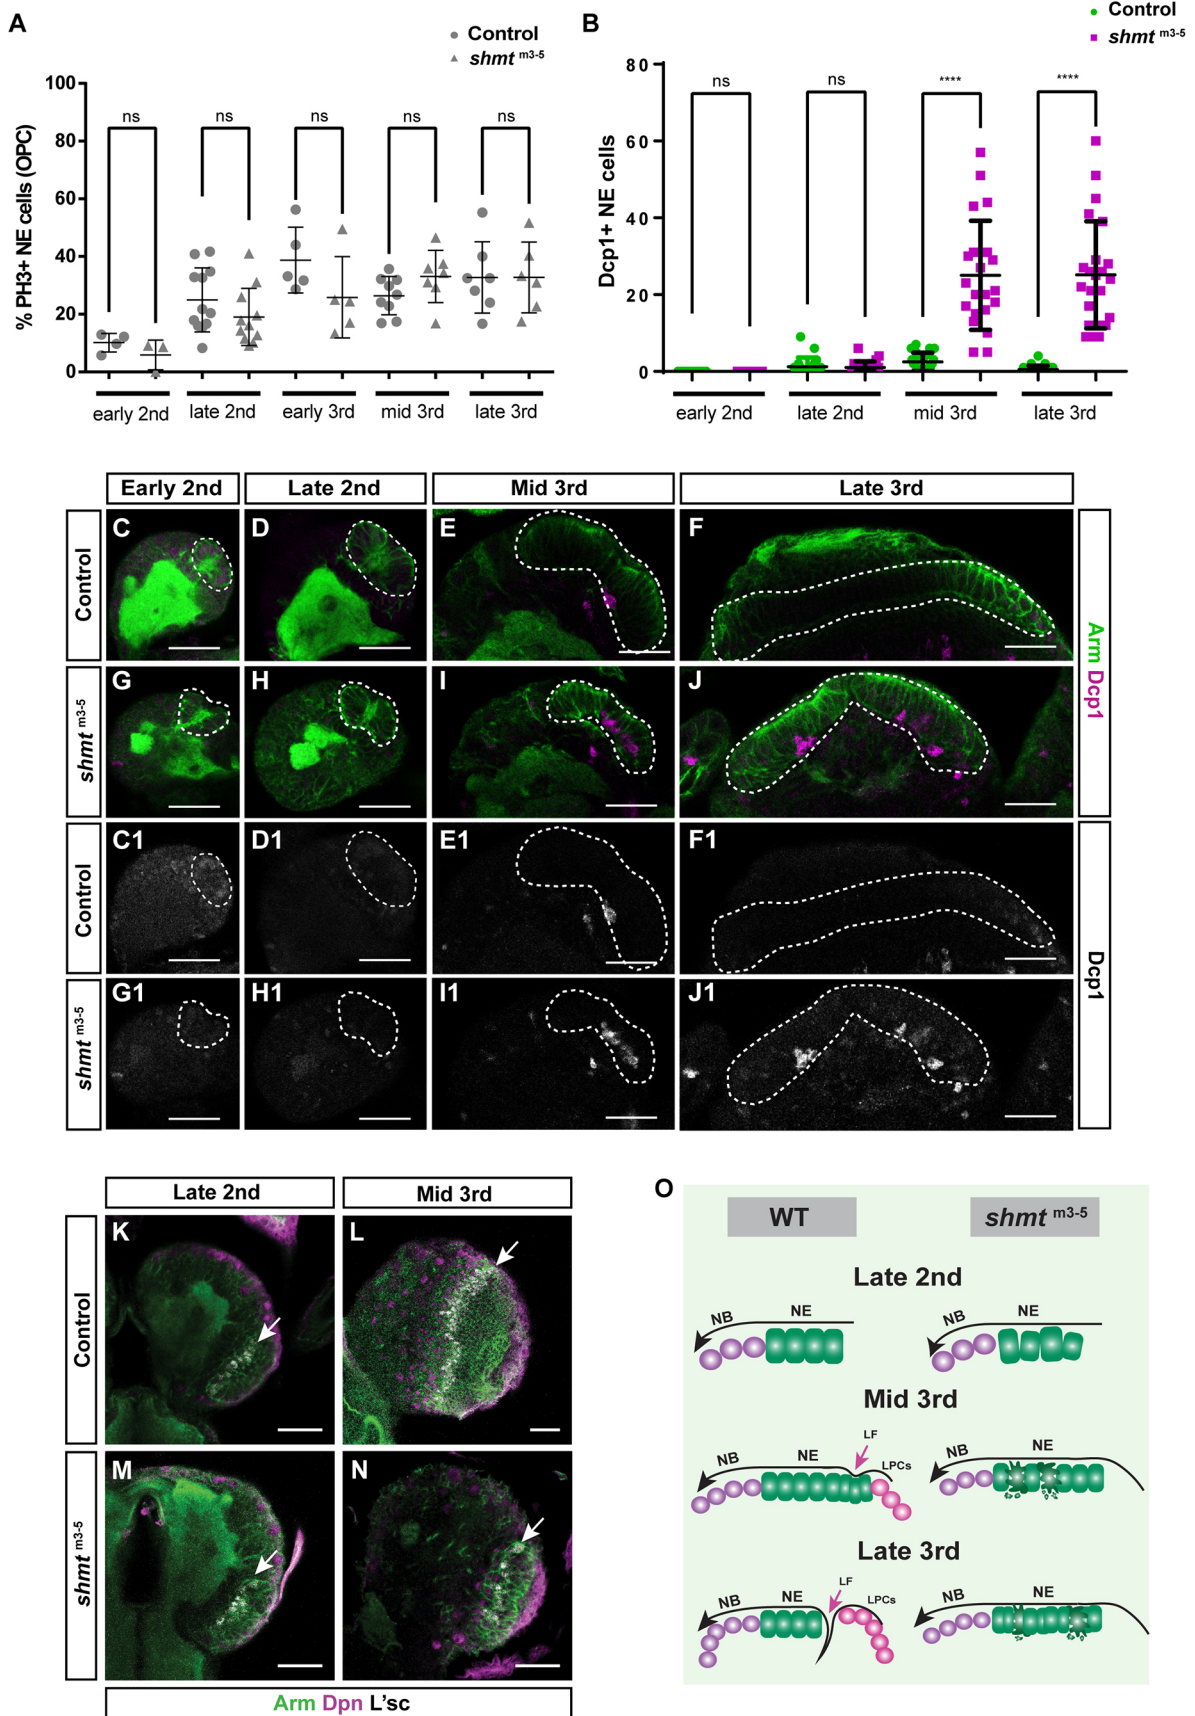 A
Control
shmt m3-5
% PH3+ NE cells (OPC)
100
80
60
40
20
0
ns
ns
ns
ns
ns
early 2nd
late 2nd
early 3rd
mid 3rd
late 3rd
B
Control
shmt m3-5
Dcp1+ NE cells
80
60
40
20
0
ns
ns
****
****
early 2nd
late 2nd
mid 3rd
late 3rd
Early 2nd
Late 2nd
Mid 3rd
Late 3rd
Control
C
D
E
F
shmt m3-5
G
H
I
J
Arm Dcp1
Control
C1
D1
E1
F1
shmt m3-5
G1
H1
I1
J1
Dcp1
Late 2nd
Mid 3rd
Control
K
L
shmt m3-5
M
N
Arm Dpn L'sc
O
WT
shmt m3-5
Late 2nd
NB
NE
NB
NE
Mid 3rd
NB
NE
LF
LPCs
NB
NE
Late 3rd
NB
NE
LF
LPCs
NB
NE